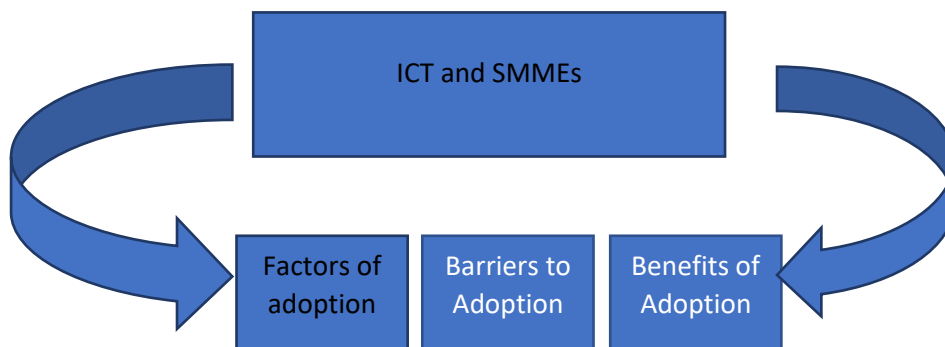 ICT and SMMEs
Factors of
adoption
Barriers to
Adoption
Benefits of
Adoption